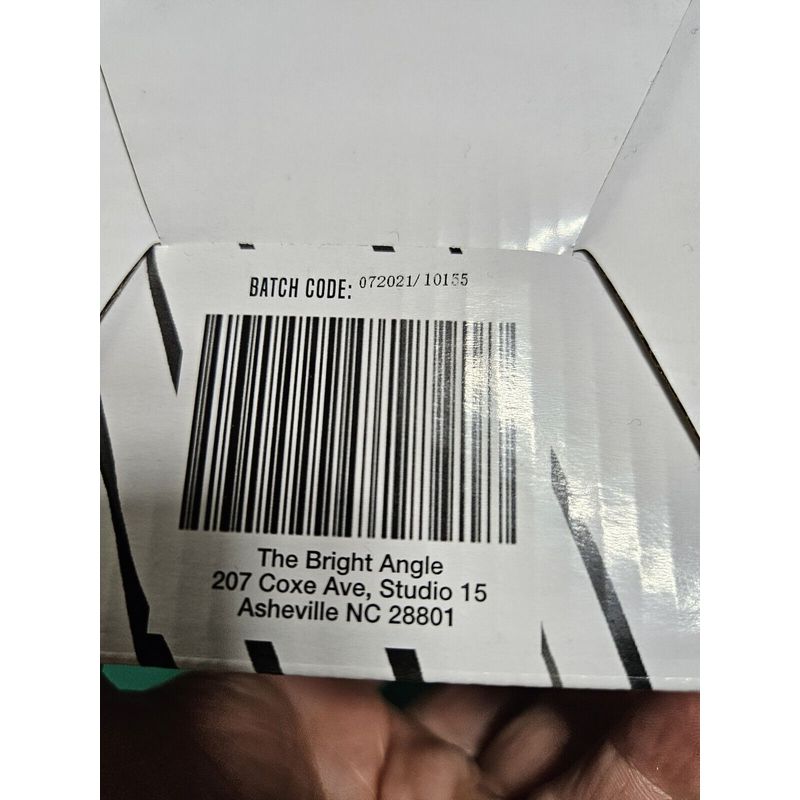 BATCH CODE: 072021/10155
The Bright Angle
207 Coxe Ave, Studio 15
Asheville NC 28801